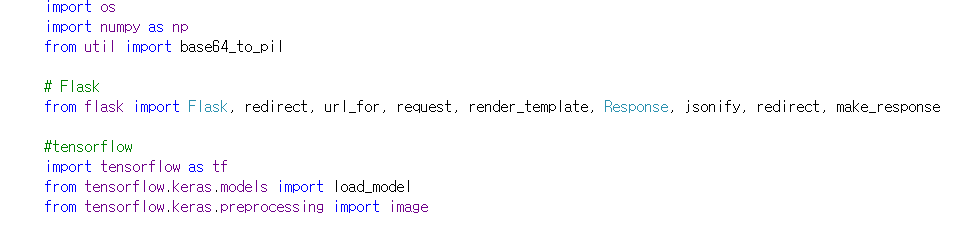 import os
import numpy as np
from util import base64_to_pil
# Flask
from flask import Flask, redirect, url_for, request, render_template, Response, jsonify, redirect, make_response
#tensorflow
import tensorflow as tf
from tensorflow.keras.models import load_model
from tensorflow.keras.preprocessing import image